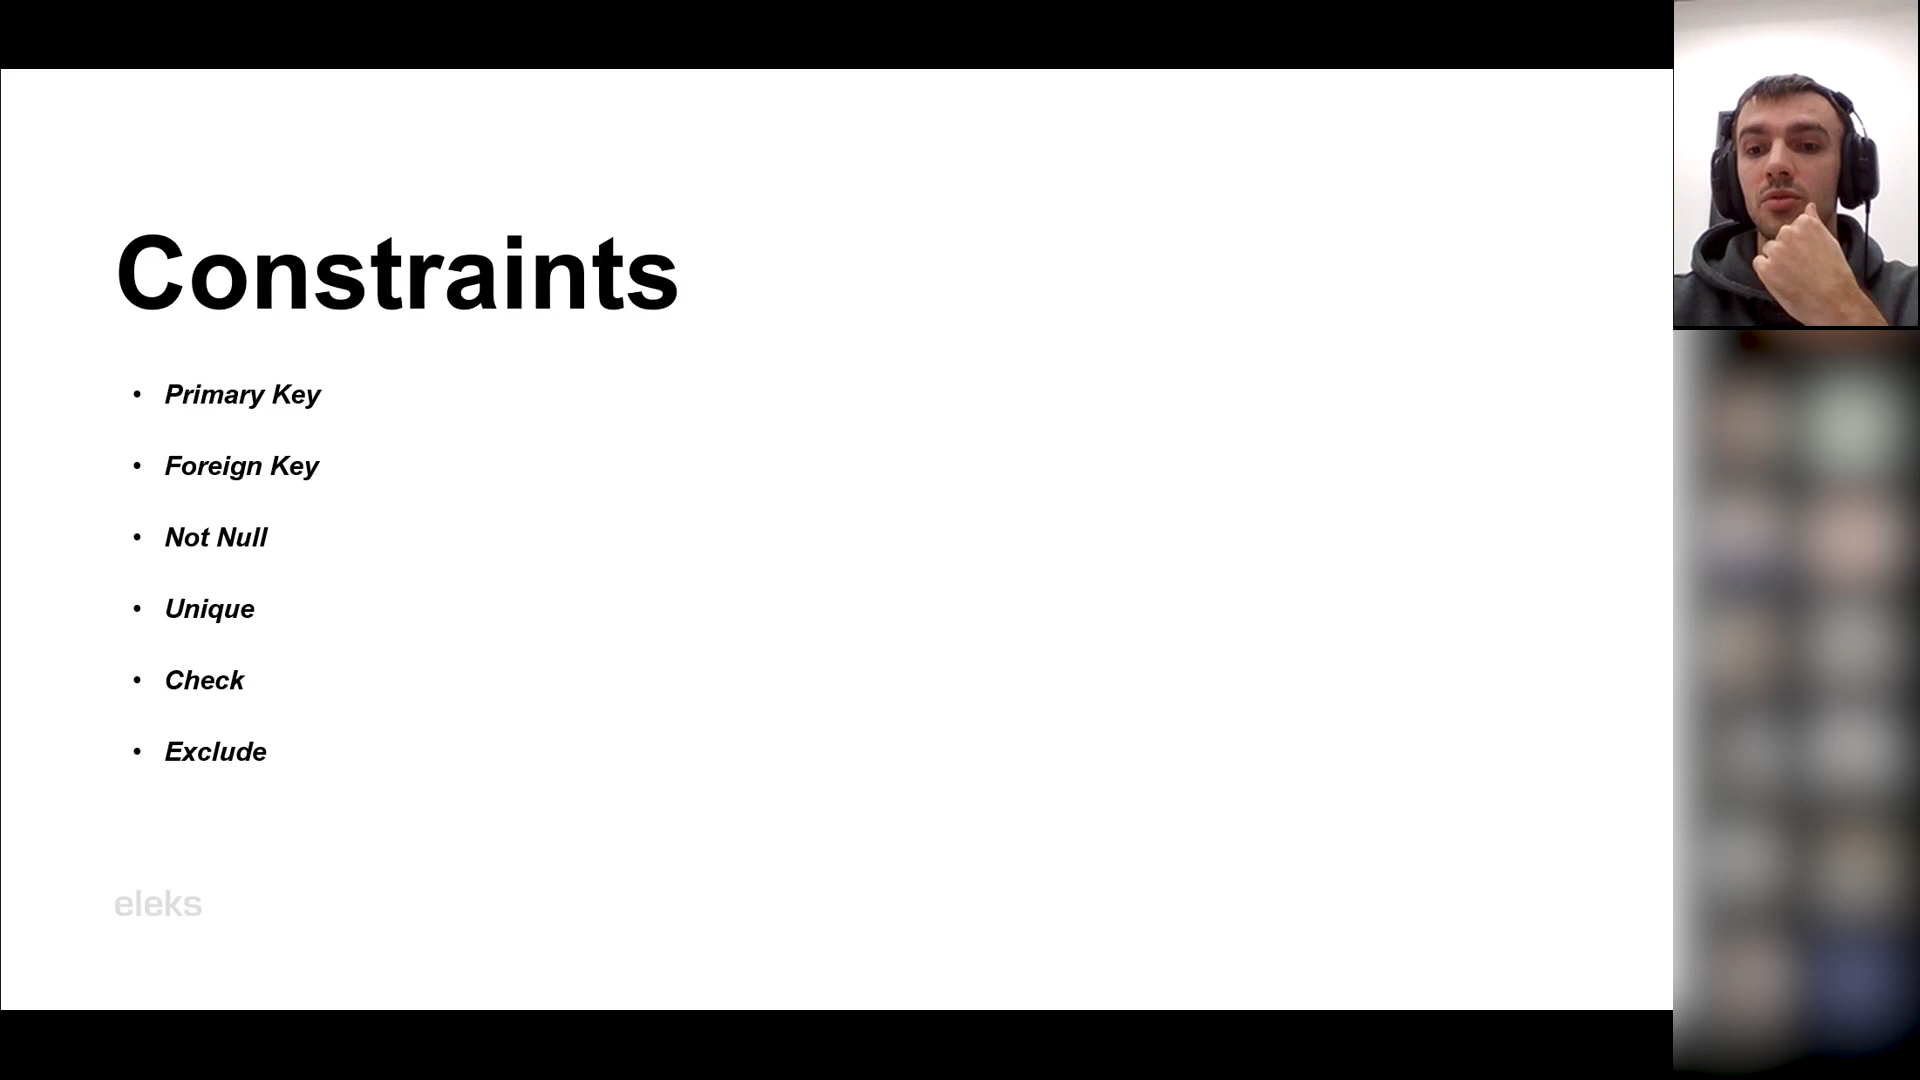 Constraints
• Primary Key
• Foreign Key
• Not Null
• Unique
• Check
• Exclude
eleks